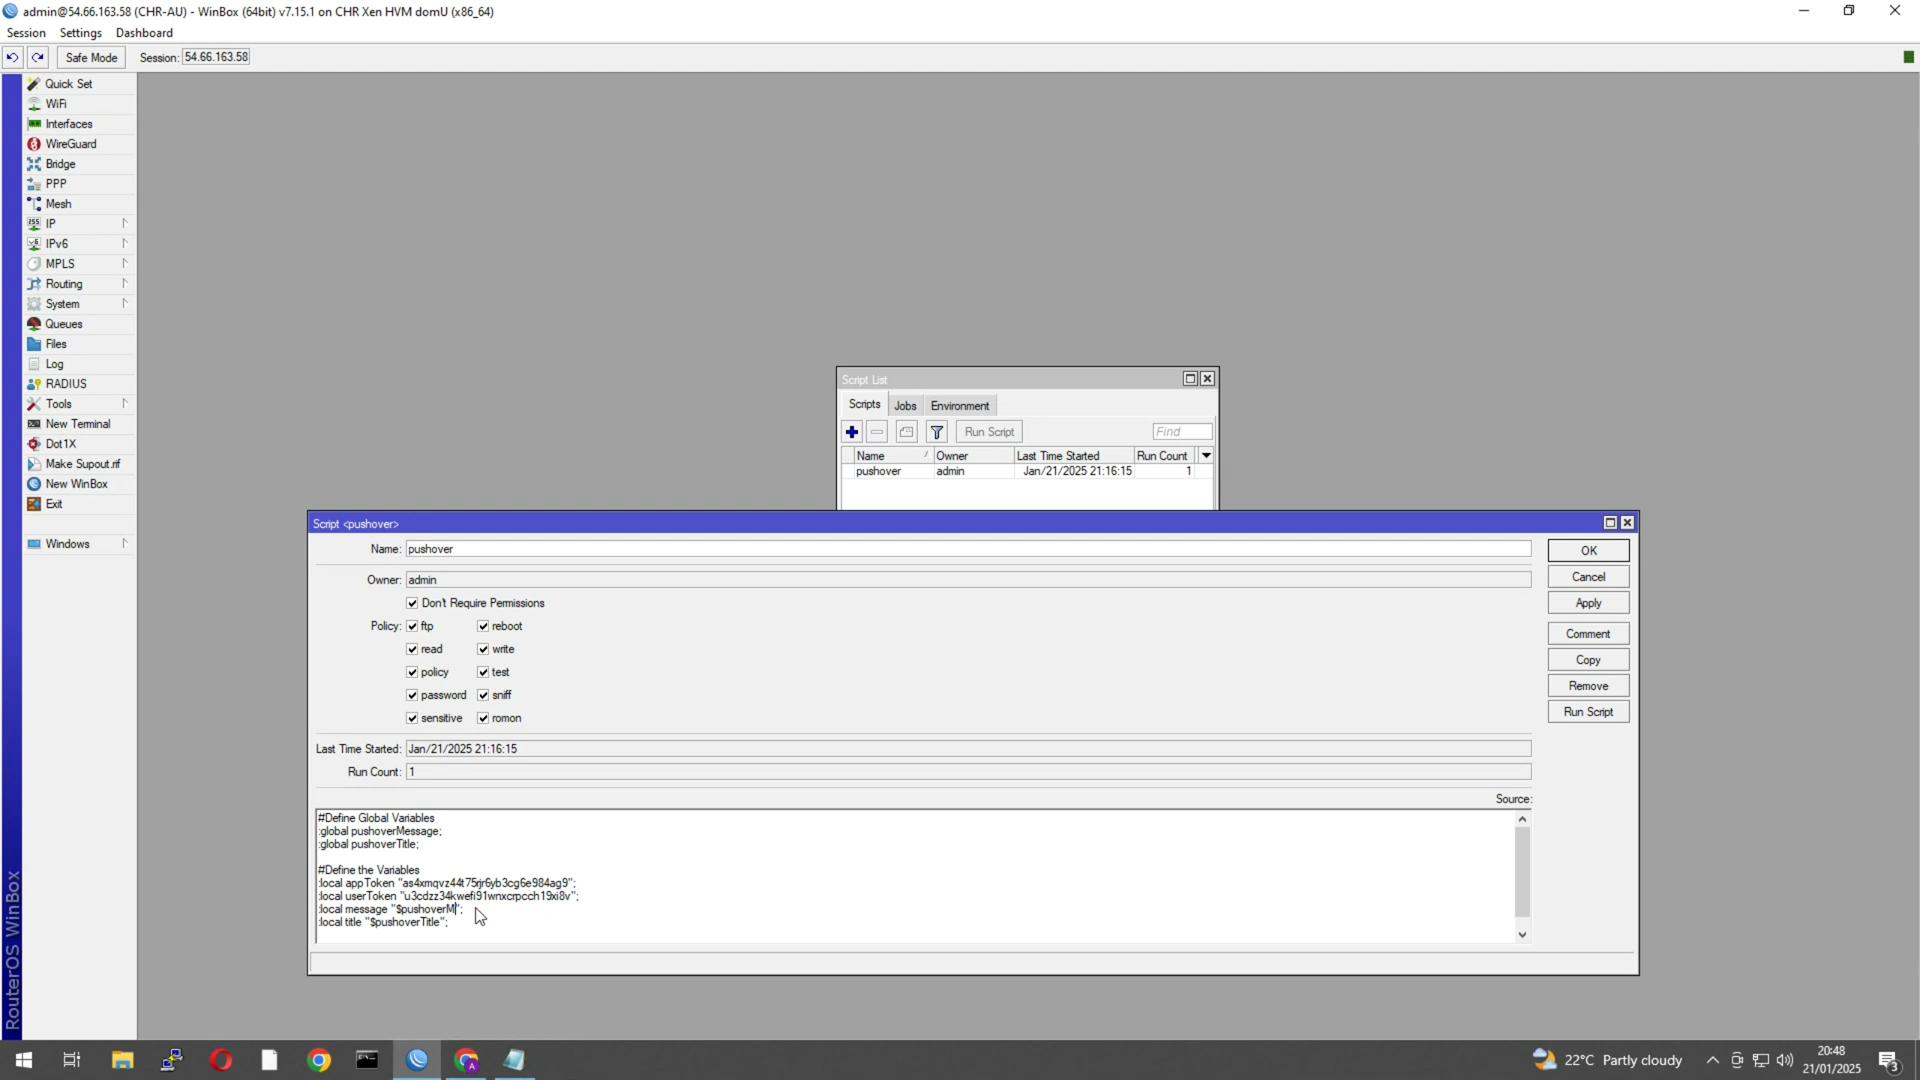 admin@54.66.163.58 (CHR-AU) - WinBox (64bit) v7.15.1 on CHR Xen HVM domU (x86_64)
Session Settings Dashboard
Safe Mode Session: 54.66.163.58
Quick Set
WiFi
Interfaces
WireGuard
Bridge
PPP
Mesh
IP
IPv6
MPLS
Routing
System
Queues
Files
Log
RADIUS
Tools
New Terminal
Dot1X
Make Supout.rif
New WinBox
Exit
Windows
RouterOS WinBox
Script List
Scripts Jobs Environment
Run Script Find
Name Owner Last Time Started Run Count
pushover admin Jan/21/2025 21:16:15 1
Script <pushover>
Name: pushover
Owner: admin
Don't Require Permissions
Policy: ftp reboot
read write
policy test
password sniff
sensitive romon
Last Time Started: Jan/21/2025 21:16:15
Run Count: 1
Source:
#Define Global Variables
:global pushoverMessage;
:global pushoverTitle;
#Define the Variables
:local appToken "as4xmqvz44t75rjr6yb3cg6e984ag9";
:local userToken "u3cdzz34kwefi91wnxcrpcch19xi8v";
:local message "$pushoverM";
:local title "$pushoverTitle";
OK
Cancel
Apply
Comment
Copy
Remove
Run Script
22°C Partly cloudy
20:48
21/01/2025
3